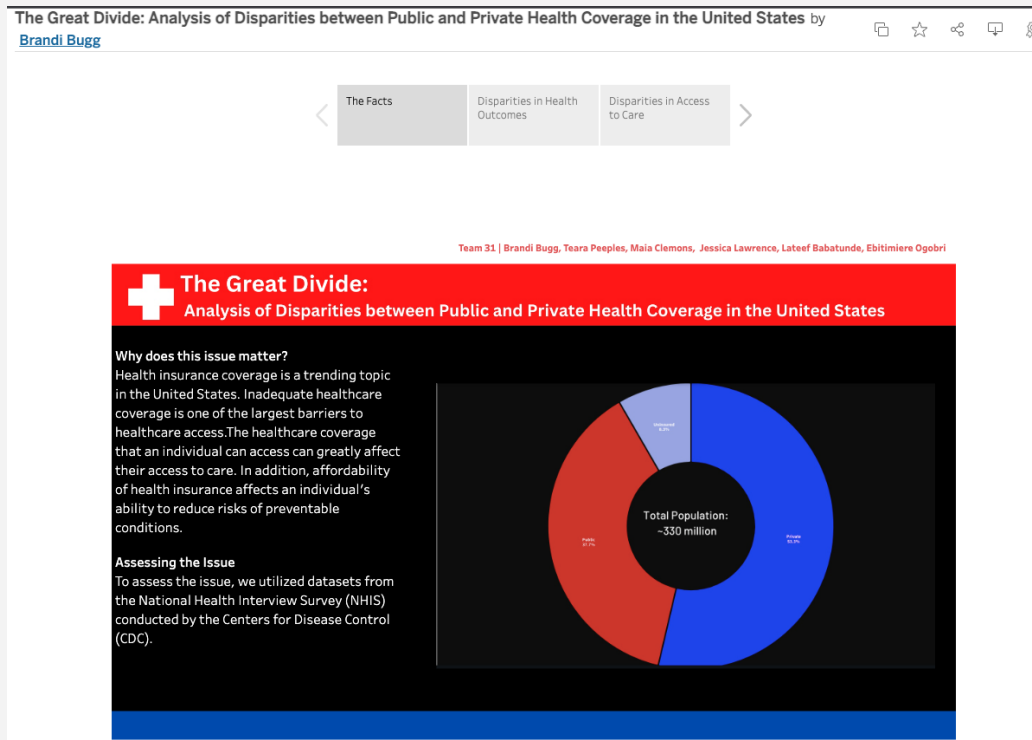 The Great Divide: Analysis of Disparities between Public and Private Health Coverage in the United States by
Brandi Bugg
The Facts
Disparities in Health
Outcomes
Disparities in Access
to Care
Team 31 | Brandi Bugg, Teara Peeples, Maia Clemons, Jessica Lawrence, Lateef Babatunde, Ebitimiere Ogobri
The Great Divide:
Analysis of Disparities between Public and Private Health Coverage in the United States
Why does this issue matter?
Health insurance coverage is a trending topic
in the United States. Inadequate healthcare
coverage is one of the largest barriers to
healthcare access.The healthcare coverage
that an individual can access can greatly affect
their access to care. In addition, affordability
of health insurance affects an individual's
ability to reduce risks of preventable
conditions.
Assessing the Issue
To assess the issue, we utilized datasets from
the National Health Interview Survey (NHIS)
conducted by the Centers for Disease Control
(CDC).
Uninsured
Total Population:
~330 million
Public
Private